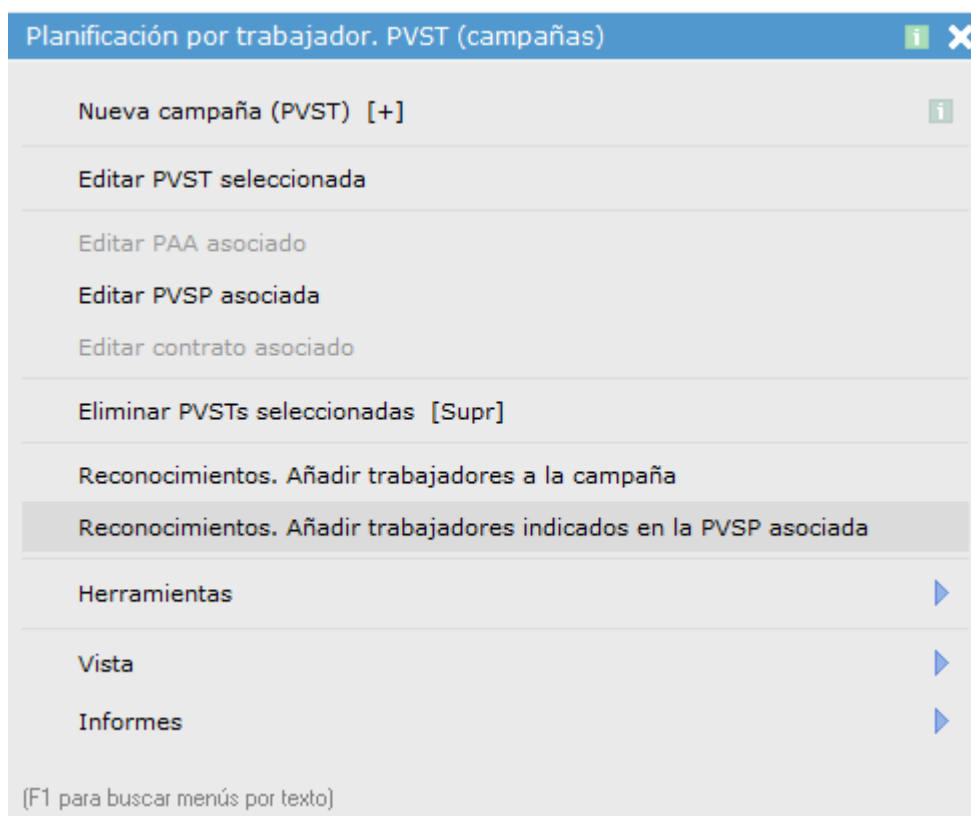 Planificación por trabajador. PVST (campañas)
Nueva campaña (PVST) [+]
Editar PVST seleccionada
Editar PAA asociado
Editar PVSP asociada
Editar contrato asociado
Eliminar PVSTs seleccionadas [Supr]
Reconocimientos. Añadir trabajadores a la campaña
Reconocimientos. Añadir trabajadores indicados en la PVSP asociada
Herramientas
Vista
Informes
(F1 para buscar menús por texto)